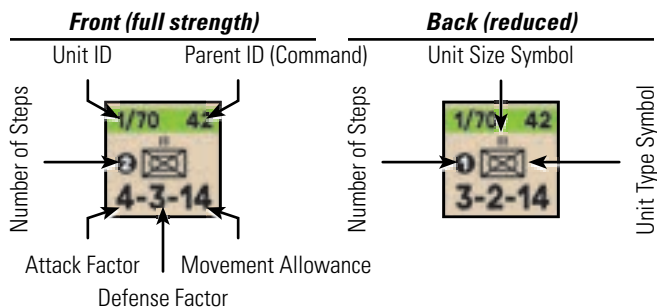 Front (full strength)
Back (reduced)
Unit ID
Parent ID (Command)
Unit Size Symbol
Number of Steps
1/70 42
2
4-3-14
Number of Steps
1/70 42
1
3-2-14
Unit Type Symbol
Attack Factor
Movement Allowance
Defense Factor